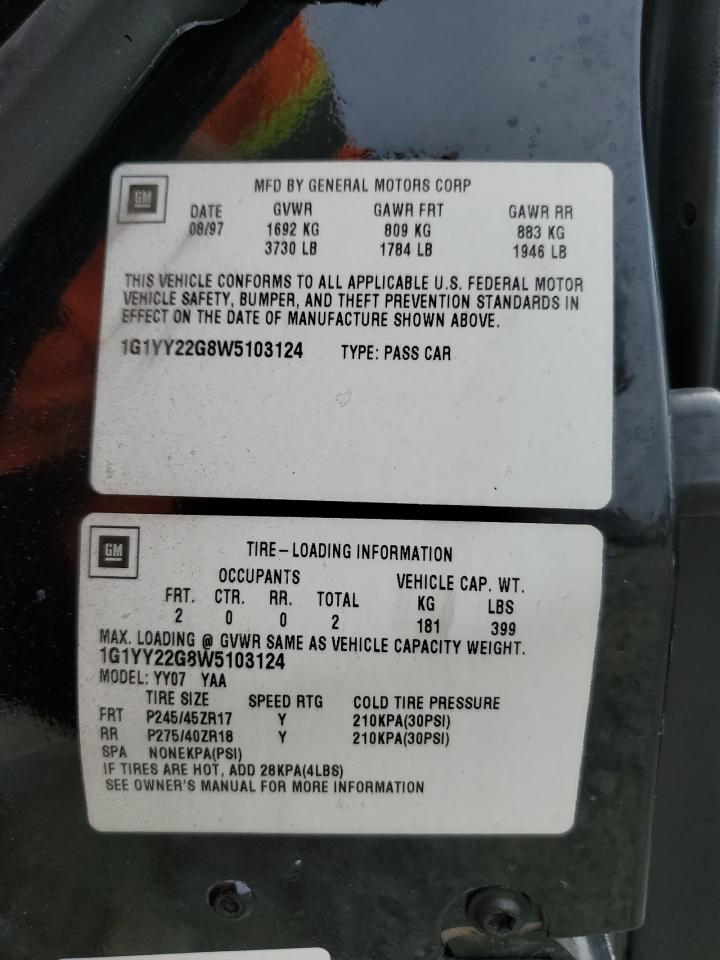 GM
MFD BY GENERAL MOTORS CORP
DATE GVWR GAWR FRT GAWR RR
08/97 1692 KG 809 KG 883 KG
3730 LB 1784 LB 1946 LB
THIS VEHICLE CONFORMS TO ALL APPLICABLE U.S. FEDERAL MOTOR
VEHICLE SAFETY, BUMPER, AND THEFT PREVENTION STANDARDS IN
EFFECT ON THE DATE OF MANUFACTURE SHOWN ABOVE.
1G1YY22G8W5103124 TYPE: PASS CAR
GM
TIRE-LOADING INFORMATION
OCCUPANTS VEHICLE CAP. WT.
FRT. CTR. RR. TOTAL KG LBS
2 0 0 2 181 399
MAX. LOADING @ GVWR SAME AS VEHICLE CAPACITY WEIGHT.
1G1YY22G8W5103124
MODEL: YY07 YAA
TIRE SIZE SPEED RTG COLD TIRE PRESSURE
FRT P245/45ZR17 Y 210KPA(30PSI)
RR P275/40ZR18 Y 210KPA(30PSI)
SPA NONEKPA(PSI)
IF TIRES ARE HOT, ADD 28KPA(4LBS)
SEE OWNER'S MANUAL FOR MORE INFORMATION